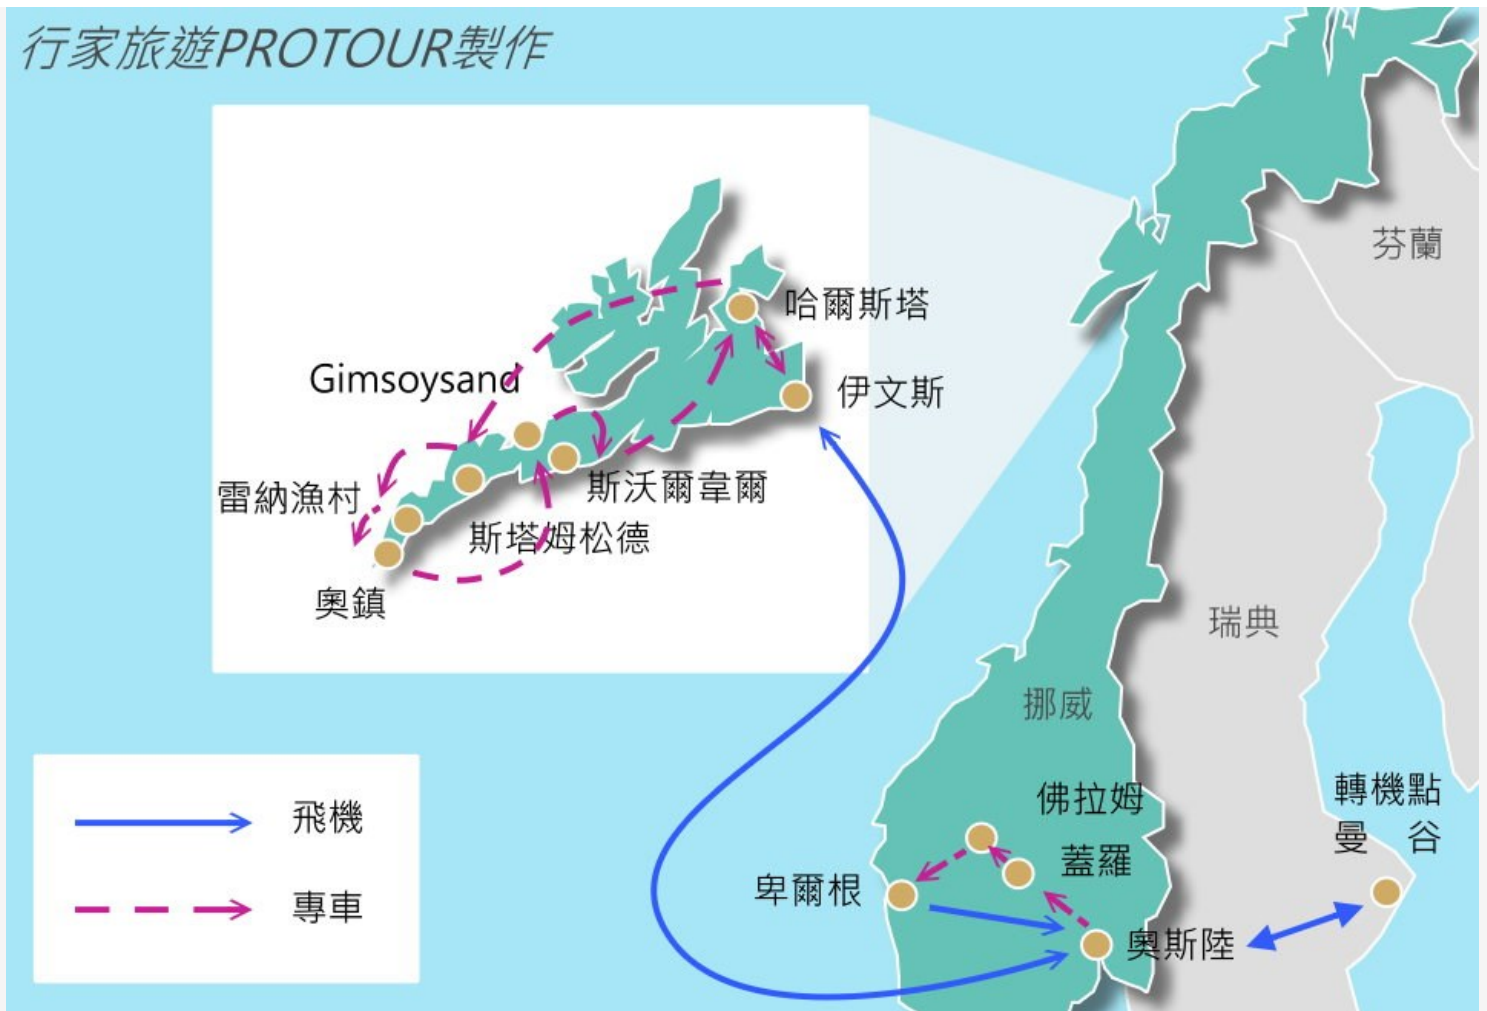 行家旅遊PROTOUR製作
芬蘭
哈爾斯塔
Gimsoysand
伊文斯
雷納漁村
斯沃爾韋爾
斯塔姆松德
奧鎮
瑞典
挪威
佛拉姆
轉機點
曼 谷
蓋羅
卑爾根
奧斯陸
飛機
專車